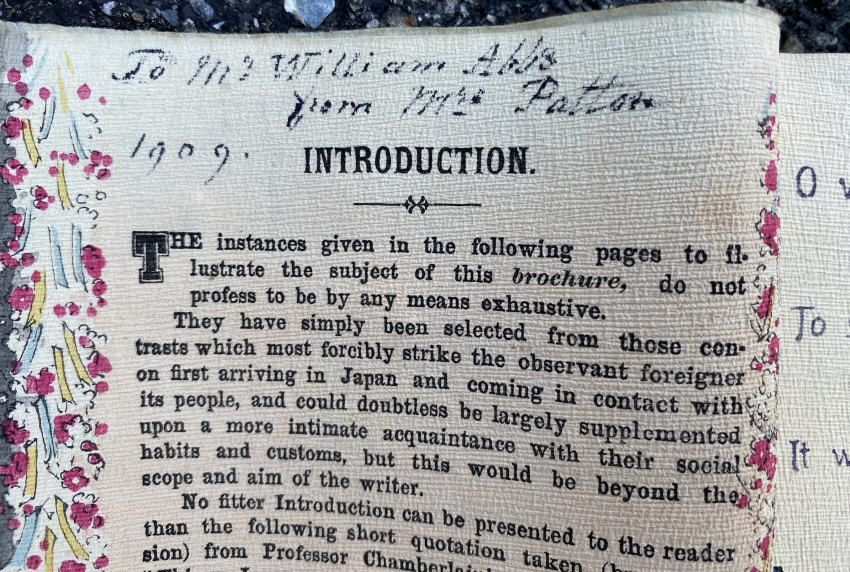 To Mr William Abbs
from Mrs Patton
1909.
INTRODUCTION.
THE instances given in the following pages to il-
lustrate the subject of this brochure, do not
profess to be by any means exhaustive.
They have simply been selected from those con-
trasts which most forcibly strike the observant foreigner
on first arriving in Japan and coming in contact with
its people, and could doubtless be largely supplemented
upon a more intimate acquaintance with their social
habits and customs, but this would be beyond the
scope and aim of the writer.
No fitter Introduction can be presented to the reader
than the following short quotation taken
sion) from Professor
O
To
It w